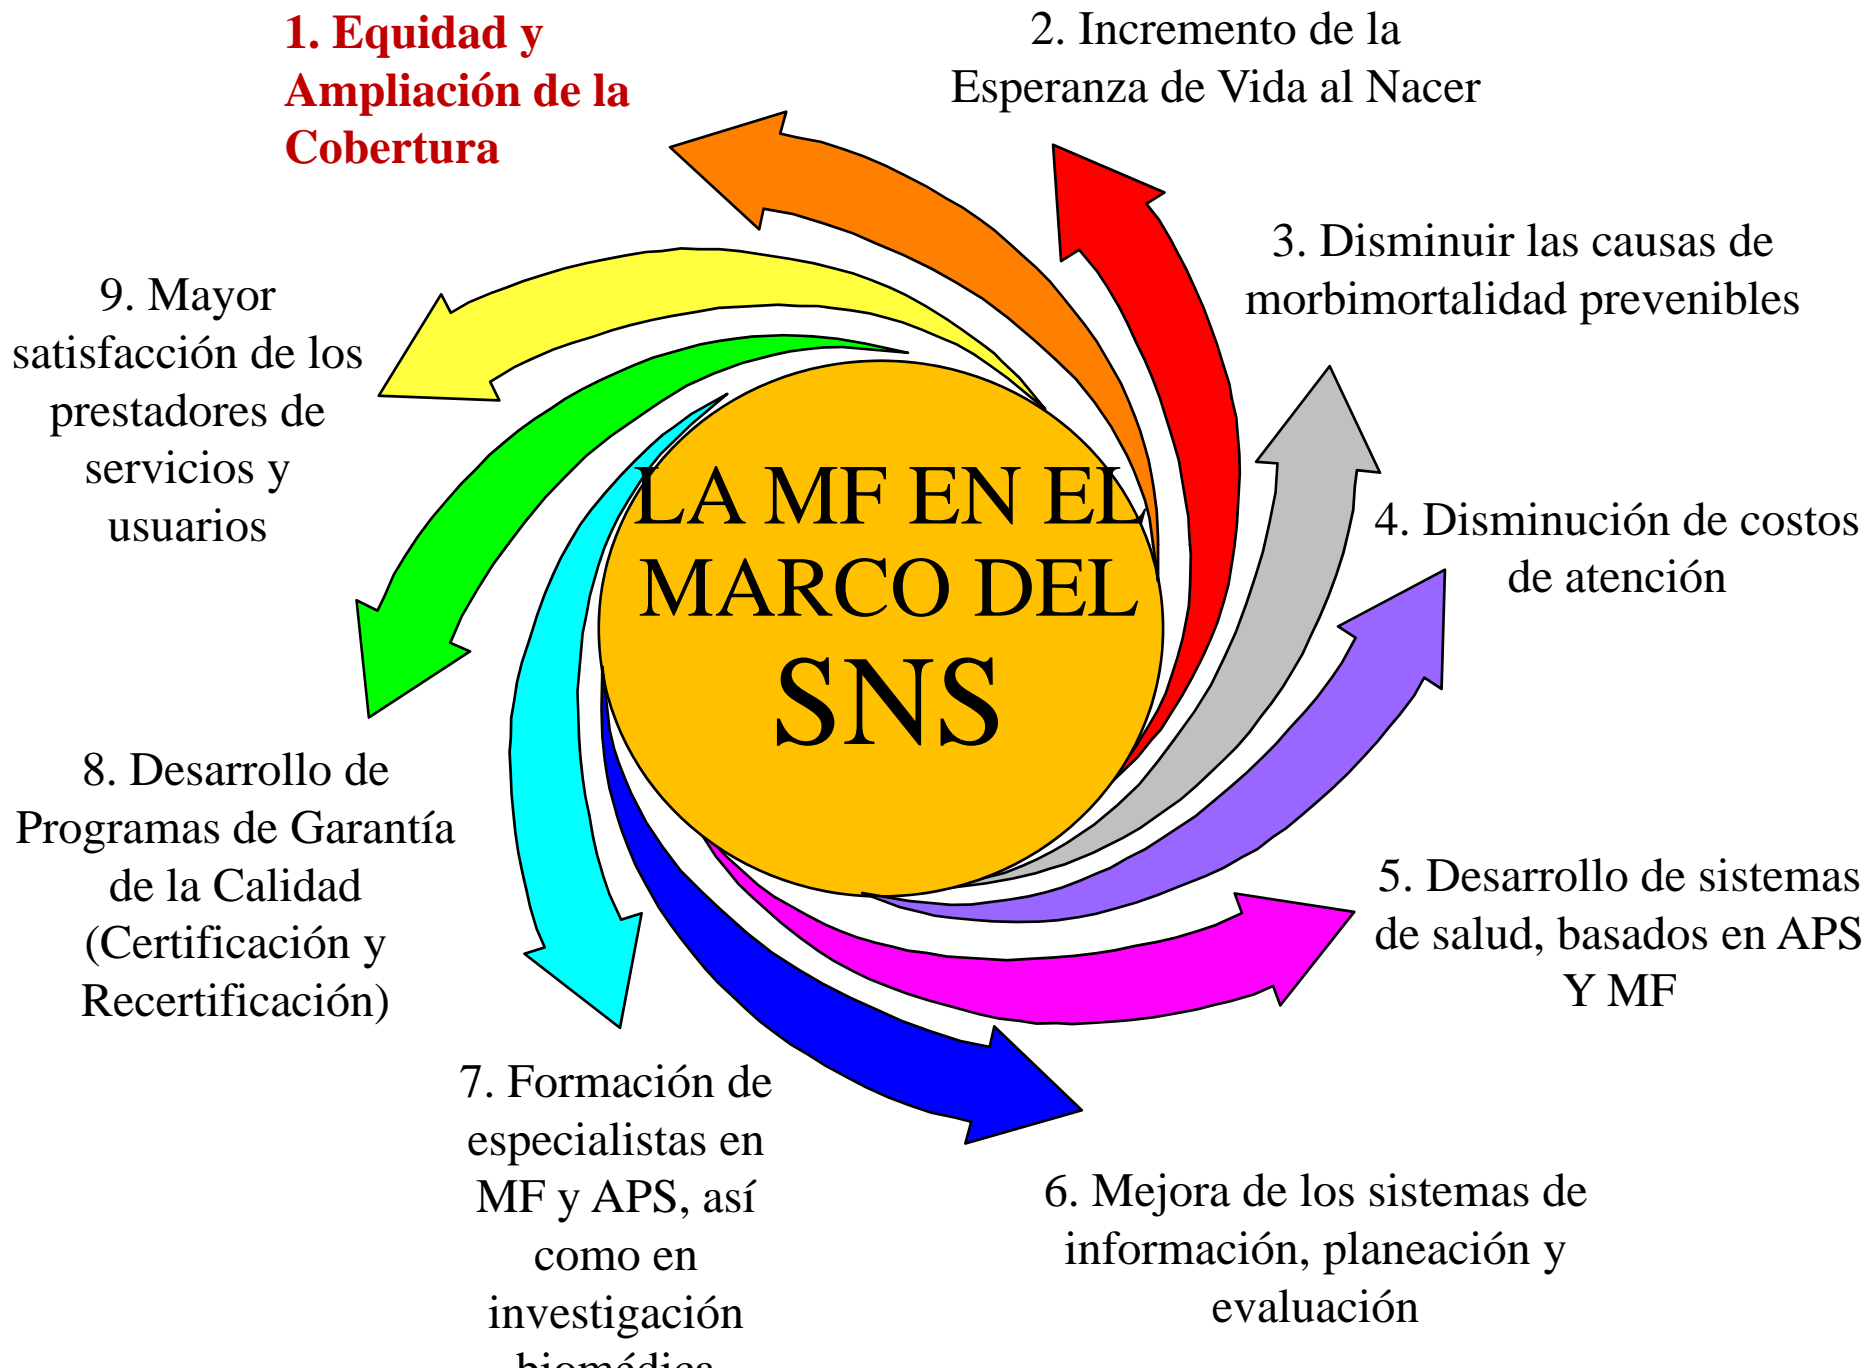 1. Equidad y
Ampliación de la
Cobertura
2. Incremento de la
Esperanza de Vida al Nacer
3. Disminuir las causas de
morbimortalidad prevenibles
4. Disminución de costos
de atención
5. Desarrollo de sistemas
de salud, basados en APS
Y MF
6. Mejora de los sistemas de
información, planeación y
evaluación
7. Formación de
especialistas en
MF y APS, así
como en
investigación
biomédica
8. Desarrollo de
Programas de Garantía
de la Calidad
(Certificación y
Recertificación)
9. Mayor
satisfacción de los
prestadores de
servicios y
usuarios
LA MF EN EL
MARCO DEL
SNS